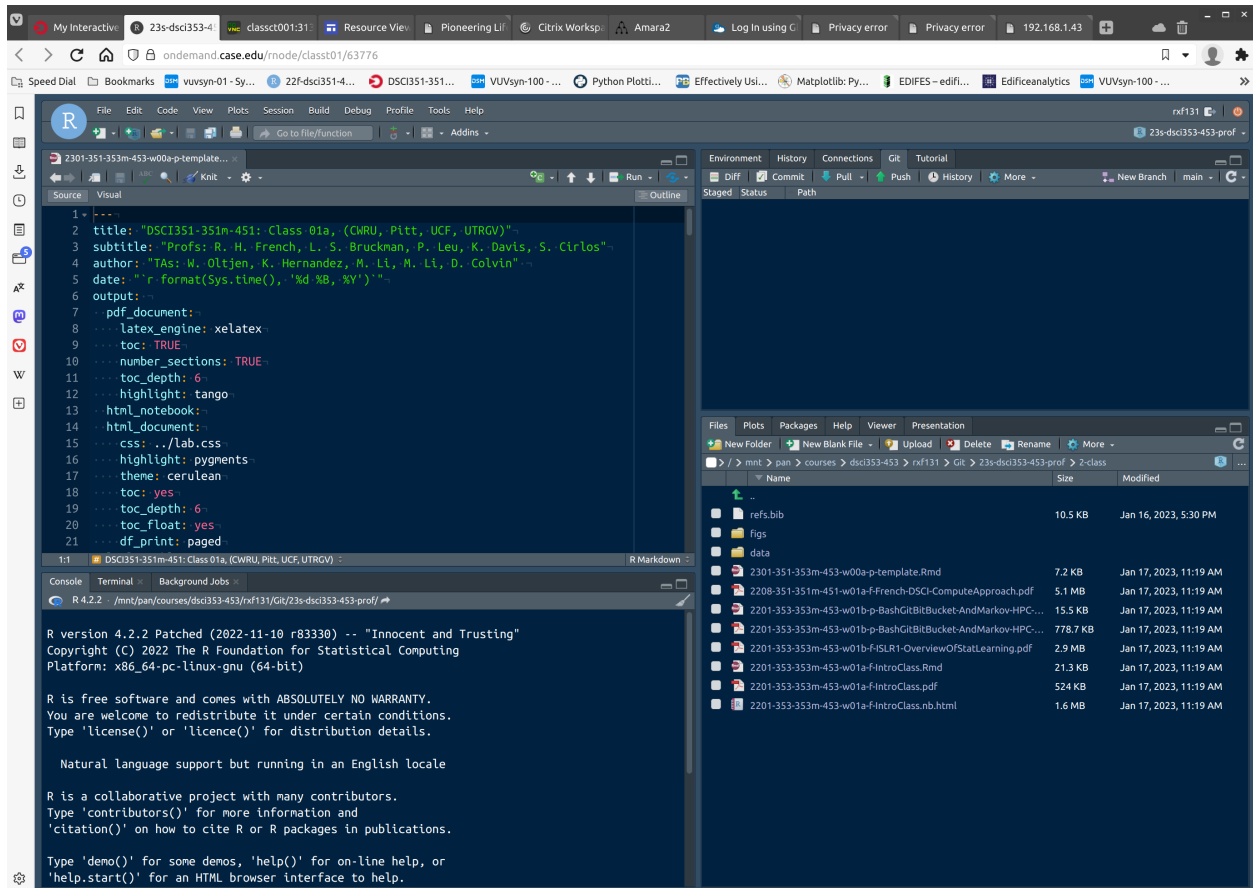 My Interactive
23s-dsci353-4
classct001:313
Resource View
Pioneering Lif
Citrix Workspa
Amara2
Log In using G
Privacy error
Privacy error
192.168.1.43
ondemand.case.edu/rnode/classt01/63776
Speed Dial
Bookmarks
vuvsyn-01 - Sy...
22f-dsci351-4...
DSCI351-351...
VUVsyn-100 - ...
Python Plotti...
Effectively Usi...
Matplotlib: Py...
EDIFES – edifi...
Edificeanalytics
VUVsyn-100 - ...
File Edit Code View Plots Session Build Debug Profile Tools Help
rxf131
Go to file/function
Addins
23s-dsci353-453-prof
2301-351-353m-453-w00a-p-template...
Knit
Run
Source Visual
Outline
1 ---
2 title: "DSCI351-351m-451: Class 01a, (CWRU, Pitt, UCF, UTRGV)"
3 subtitle: "Profs: R. H. French, L. S. Bruckman, P. Leu, K. Davis, S. Cirlos"
4 author: "TAs: W. Oltjen, K. Hernandez, M. Li, M. Li, D. Colvin"
5 date: "`r format(Sys.time(), '%d %B, %Y')`"
6 output:
7 pdf_document:
8 latex_engine: xelatex
9 toc: TRUE
10 number_sections: TRUE
11 toc_depth: 6
12 highlight: tango
13 html_notebook:
14 html_document:
15 css: ../lab.css
16 highlight: pygments
17 theme: cerulean
18 toc: yes
19 toc_depth: 6
20 toc_float: yes
21 df_print: paged
1:1 DSCI351-351m-451: Class 01a, (CWRU, Pitt, UCF, UTRGV)
R Markdown
Console Terminal Background Jobs
R 4.2.2 · /mnt/pan/courses/dsci353-453/rxf131/Git/23s-dsci353-453-prof/
R version 4.2.2 Patched (2022-11-10 r83330) -- "Innocent and Trusting"
Copyright (C) 2022 The R Foundation for Statistical Computing
Platform: x86_64-pc-linux-gnu (64-bit)
R is free software and comes with ABSOLUTELY NO WARRANTY.
You are welcome to redistribute it under certain conditions.
Type 'license()' or 'licence()' for distribution details.
Natural language support but running in an English locale
R is a collaborative project with many contributors.
Type 'contributors()' for more information and
'citation()' on how to cite R or R packages in publications.
Type 'demo()' for some demos, 'help()' for on-line help, or
'help.start()' for an HTML browser interface to help.
Environment History Connections Git Tutorial
Diff Commit Pull Push History More New Branch main
Staged Status Path
Files Plots Packages Help Viewer Presentation
New Folder New Blank File Upload Delete Rename More
/ mnt pan courses dsci353-453 rxf131 Git 23s-dsci353-453-prof 2-class
Name Size Modified
..
refs.bib 10.5 KB Jan 16, 2023, 5:30 PM
figs
data
2301-351-353m-453-w00a-p-template.Rmd 7.2 KB Jan 17, 2023, 11:19 AM
2208-351-353-351m-451-w01a-f-French-DSCI-ComputeApproach.pdf 5.1 MB Jan 17, 2023, 11:19 AM
2201-353-353m-453-w01b-p-BashGitBitBucket-AndMarkov-HPC-... 15.5 KB Jan 17, 2023, 11:19 AM
2201-353-353m-453-w01b-p-BashGitBitBucket-AndMarkov-HPC-... 778.7 KB Jan 17, 2023, 11:19 AM
2201-353-353m-453-w01b-f-ISLR1-OverviewOfStatLearning.pdf 2.9 MB Jan 17, 2023, 11:19 AM
2201-353-353m-453-w01a-f-IntroClass.Rmd 21.3 KB Jan 17, 2023, 11:19 AM
2201-353-353m-453-w01a-f-IntroClass.pdf 524 KB Jan 17, 2023, 11:19 AM
2201-353-353m-453-w01a-f-IntroClass.nb.html 1.6 MB Jan 17, 2023, 11:19 AM